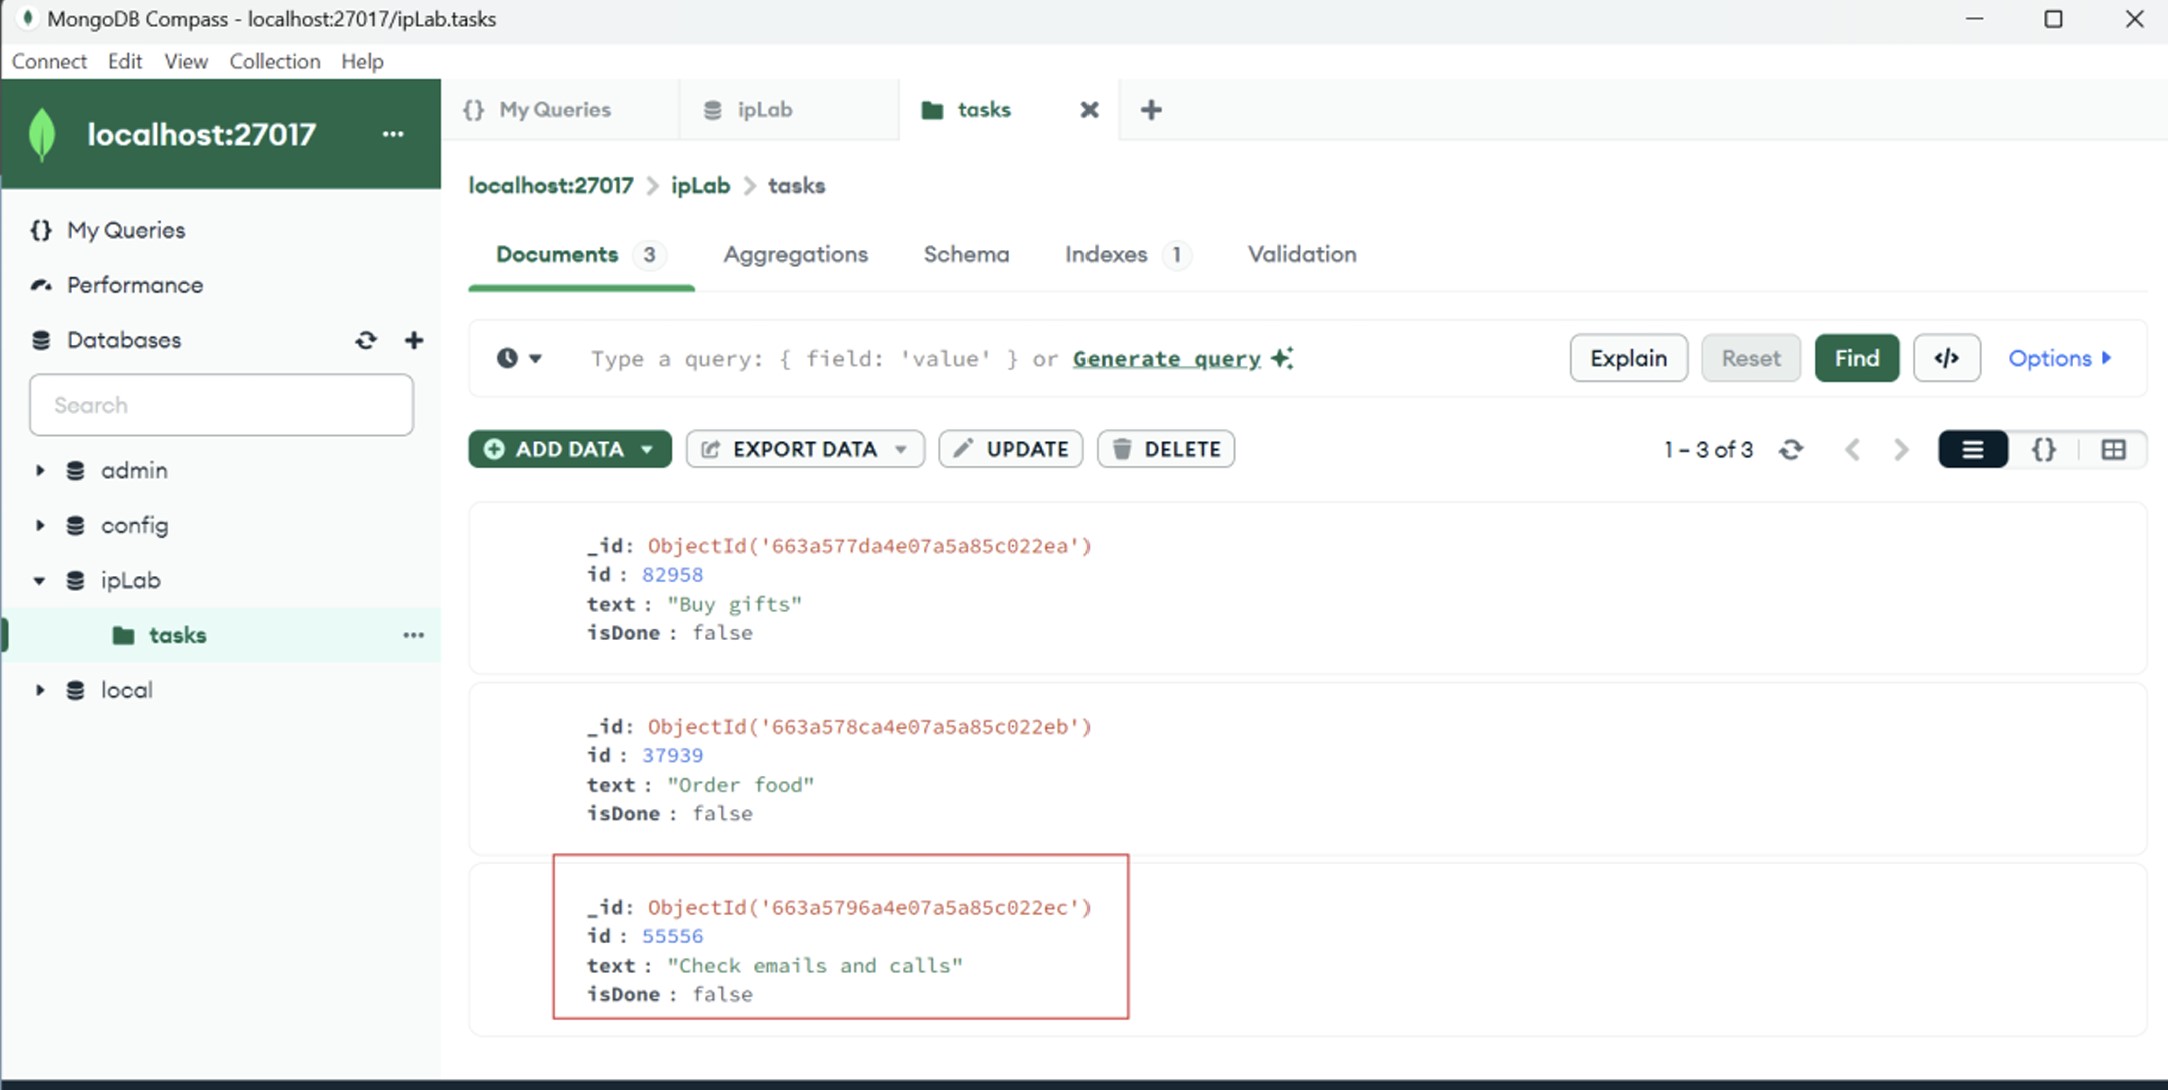 MongoDB Compass - localhost:27017/ipLab.tasks
Connect Edit View Collection Help
localhost:27017 ...
{} My Queries
Performance
Databases
Search
admin
config
ipLab
tasks ...
local
{} My Queries ipLab tasks
localhost:27017 > ipLab > tasks
Documents 3 Aggregations Schema Indexes 1 Validation
Type a query: { field: 'value' } or Generate query
Explain Reset Find </> Options
ADD DATA EXPORT DATA UPDATE DELETE 1 – 3 of 3 {}
_id: ObjectId('663a577da4e07a5a85c022ea')
id : 82958
text : "Buy gifts"
isDone : false
_id: ObjectId('663a578ca4e07a5a85c022eb')
id : 37939
text : "Order food"
isDone : false
_id: ObjectId('663a5796a4e07a5a85c022ec')
id : 55556
text : "Check emails and calls"
isDone : false